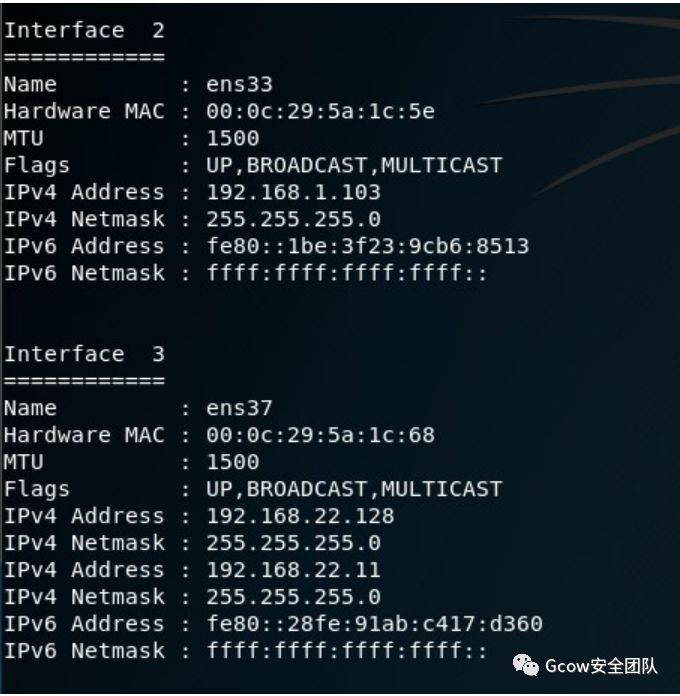 Interface  2
============
Name         : ens33
Hardware MAC : 00:0c:29:5a:1c:5e
MTU          : 1500
Flags        : UP,BROADCAST,MULTICAST
IPv4 Address : 192.168.1.103
IPv4 Netmask : 255.255.255.0
IPv6 Address : fe80::1be:3f23:9cb6:8513
IPv6 Netmask : ffff:ffff:ffff:ffff::
Interface  3
============
Name         : ens37
Hardware MAC : 00:0c:29:5a:1c:68
MTU          : 1500
Flags        : UP,BROADCAST,MULTICAST
IPv4 Address : 192.168.22.128
IPv4 Netmask : 255.255.255.0
IPv4 Address : 192.168.22.11
IPv4 Netmask : 255.255.255.0
IPv6 Address : fe80::28fe:91ab:c417:d360
IPv6 Netmask : ffff:ffff:ffff:ffff::
Gcow安全团队